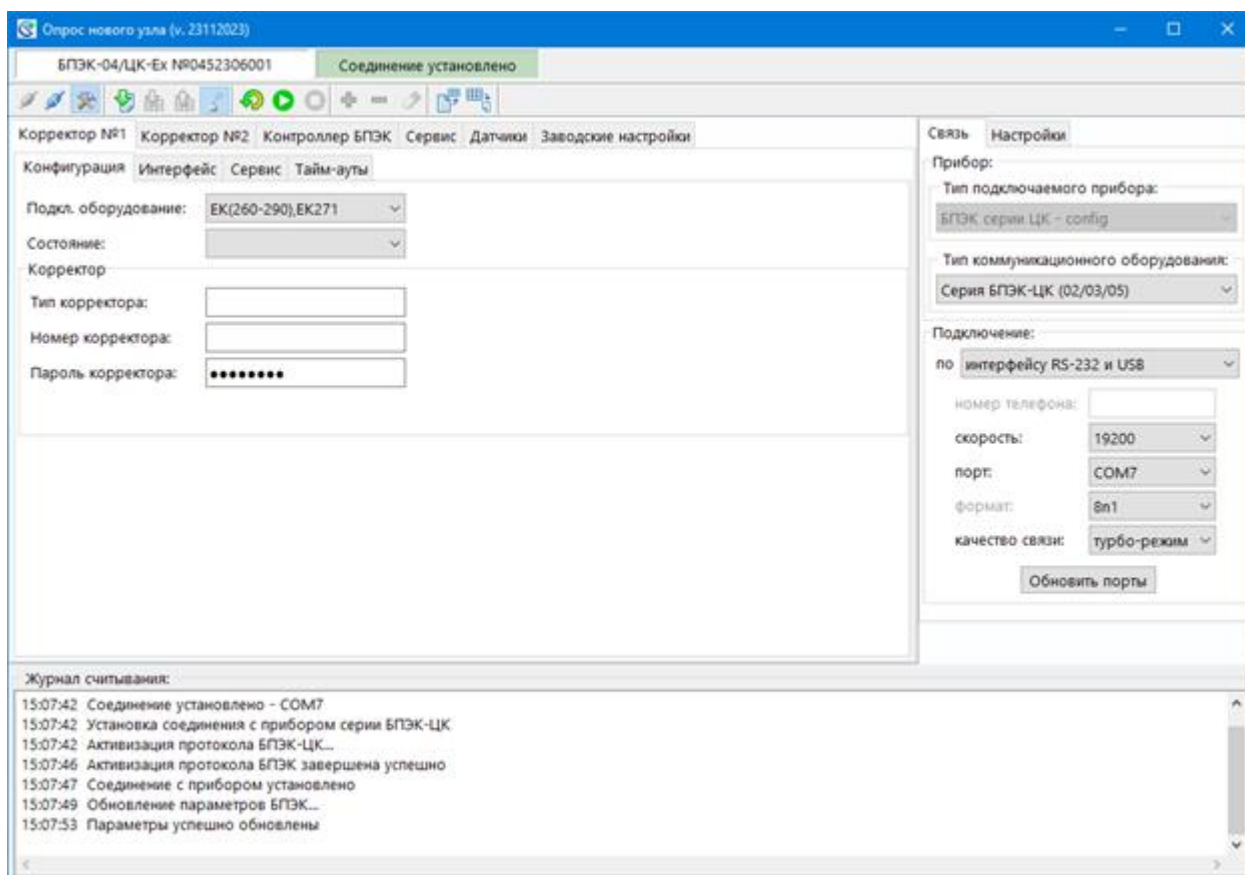 Опрос нового узла (v. 23112023)
БПЭК-04/ЦК-Ex №0452306001
Соединение установлено
Корректор №1 Корректор №2 Контроллер БПЭК Сервис Датчики Заводские настройки
Конфигурация Интерфейс Сервис Тайм-ауты
Подкл. оборудование: ЕК(260-290),ЕК271
Состояние:
Корректор
Тип корректора:
Номер корректора:
Пароль корректора: ••••••••
Связь Настройки
Прибор:
Тип подключаемого прибора:
БПЭК серии ЦК - config
Тип коммуникационного оборудования:
Серия БПЭК-ЦК (02/03/05)
Подключение:
по интерфейсу RS-232 и USB
номер телефона:
скорость: 19200
порт: COM7
формат: 8n1
качество связи: турбо-режим
Обновить порты
Журнал считывания:
15:07:42 Соединение установлено - COM7
15:07:42 Установка соединения с прибором серии БПЭК-ЦК
15:07:42 Активизация протокола БПЭК-ЦК...
15:07:46 Активизация протокола БПЭК завершена успешно
15:07:47 Соединение с прибором установлено
15:07:49 Обновление параметров БПЭК...
15:07:53 Параметры успешно обновлены